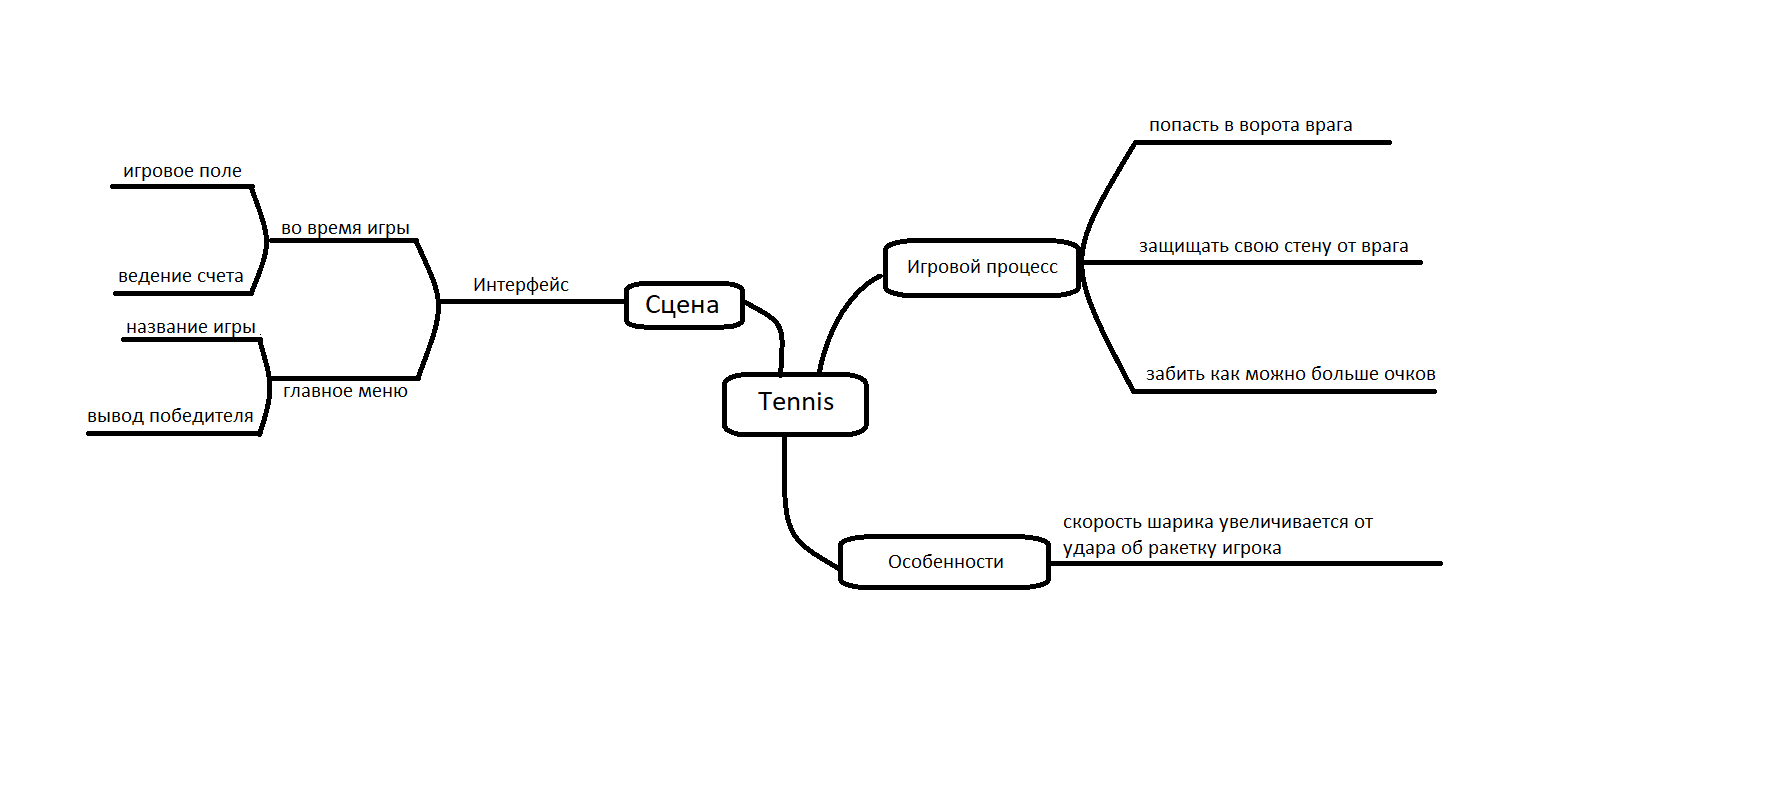 попасть в ворота врага
игровое поле
во время игры
защищать свою стену от врага
Игровой процесс
ведение счета
Интерфейс
Сцена
название игры
забить как можно больше очков
главное меню
Tennis
вывод победителя
скорость шарика увеличивается от
удара об ракетку игрока
Особенности